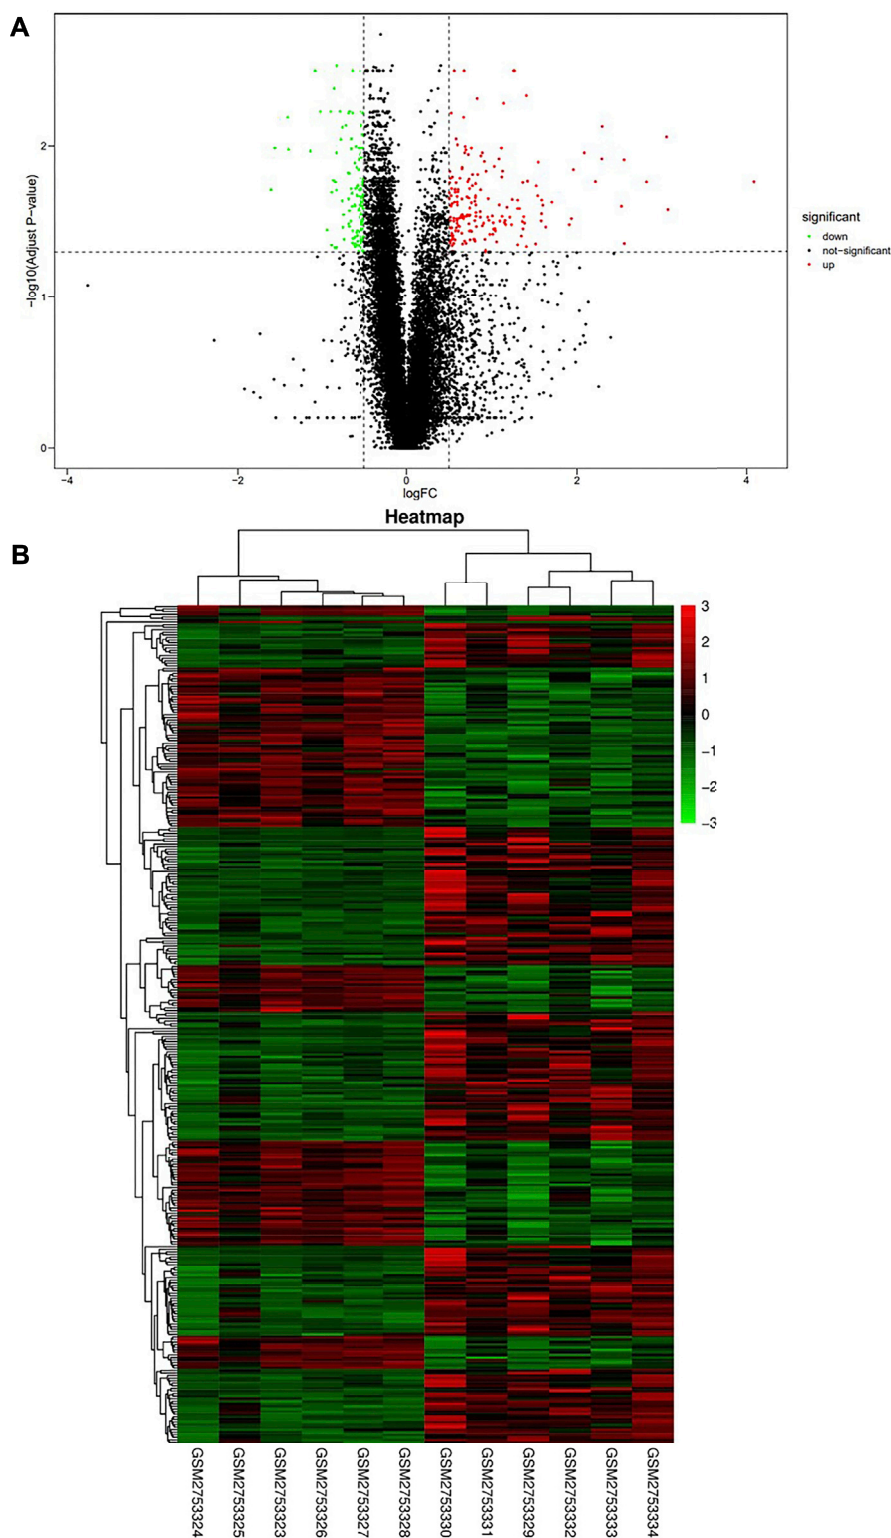 A
−log10(Adjust P−value)
2
1
0
−4
−2
0
2
4
logFC
significant
down
not−significant
up
Heatmap
B
3
2
1
0
−1
−2
−3
GSM2753324
GSM2753325
GSM2753323
GSM2753326
GSM2753327
GSM2753328
GSM2753330
GSM2753331
GSM2753329
GSM2753332
GSM2753333
GSM2753334